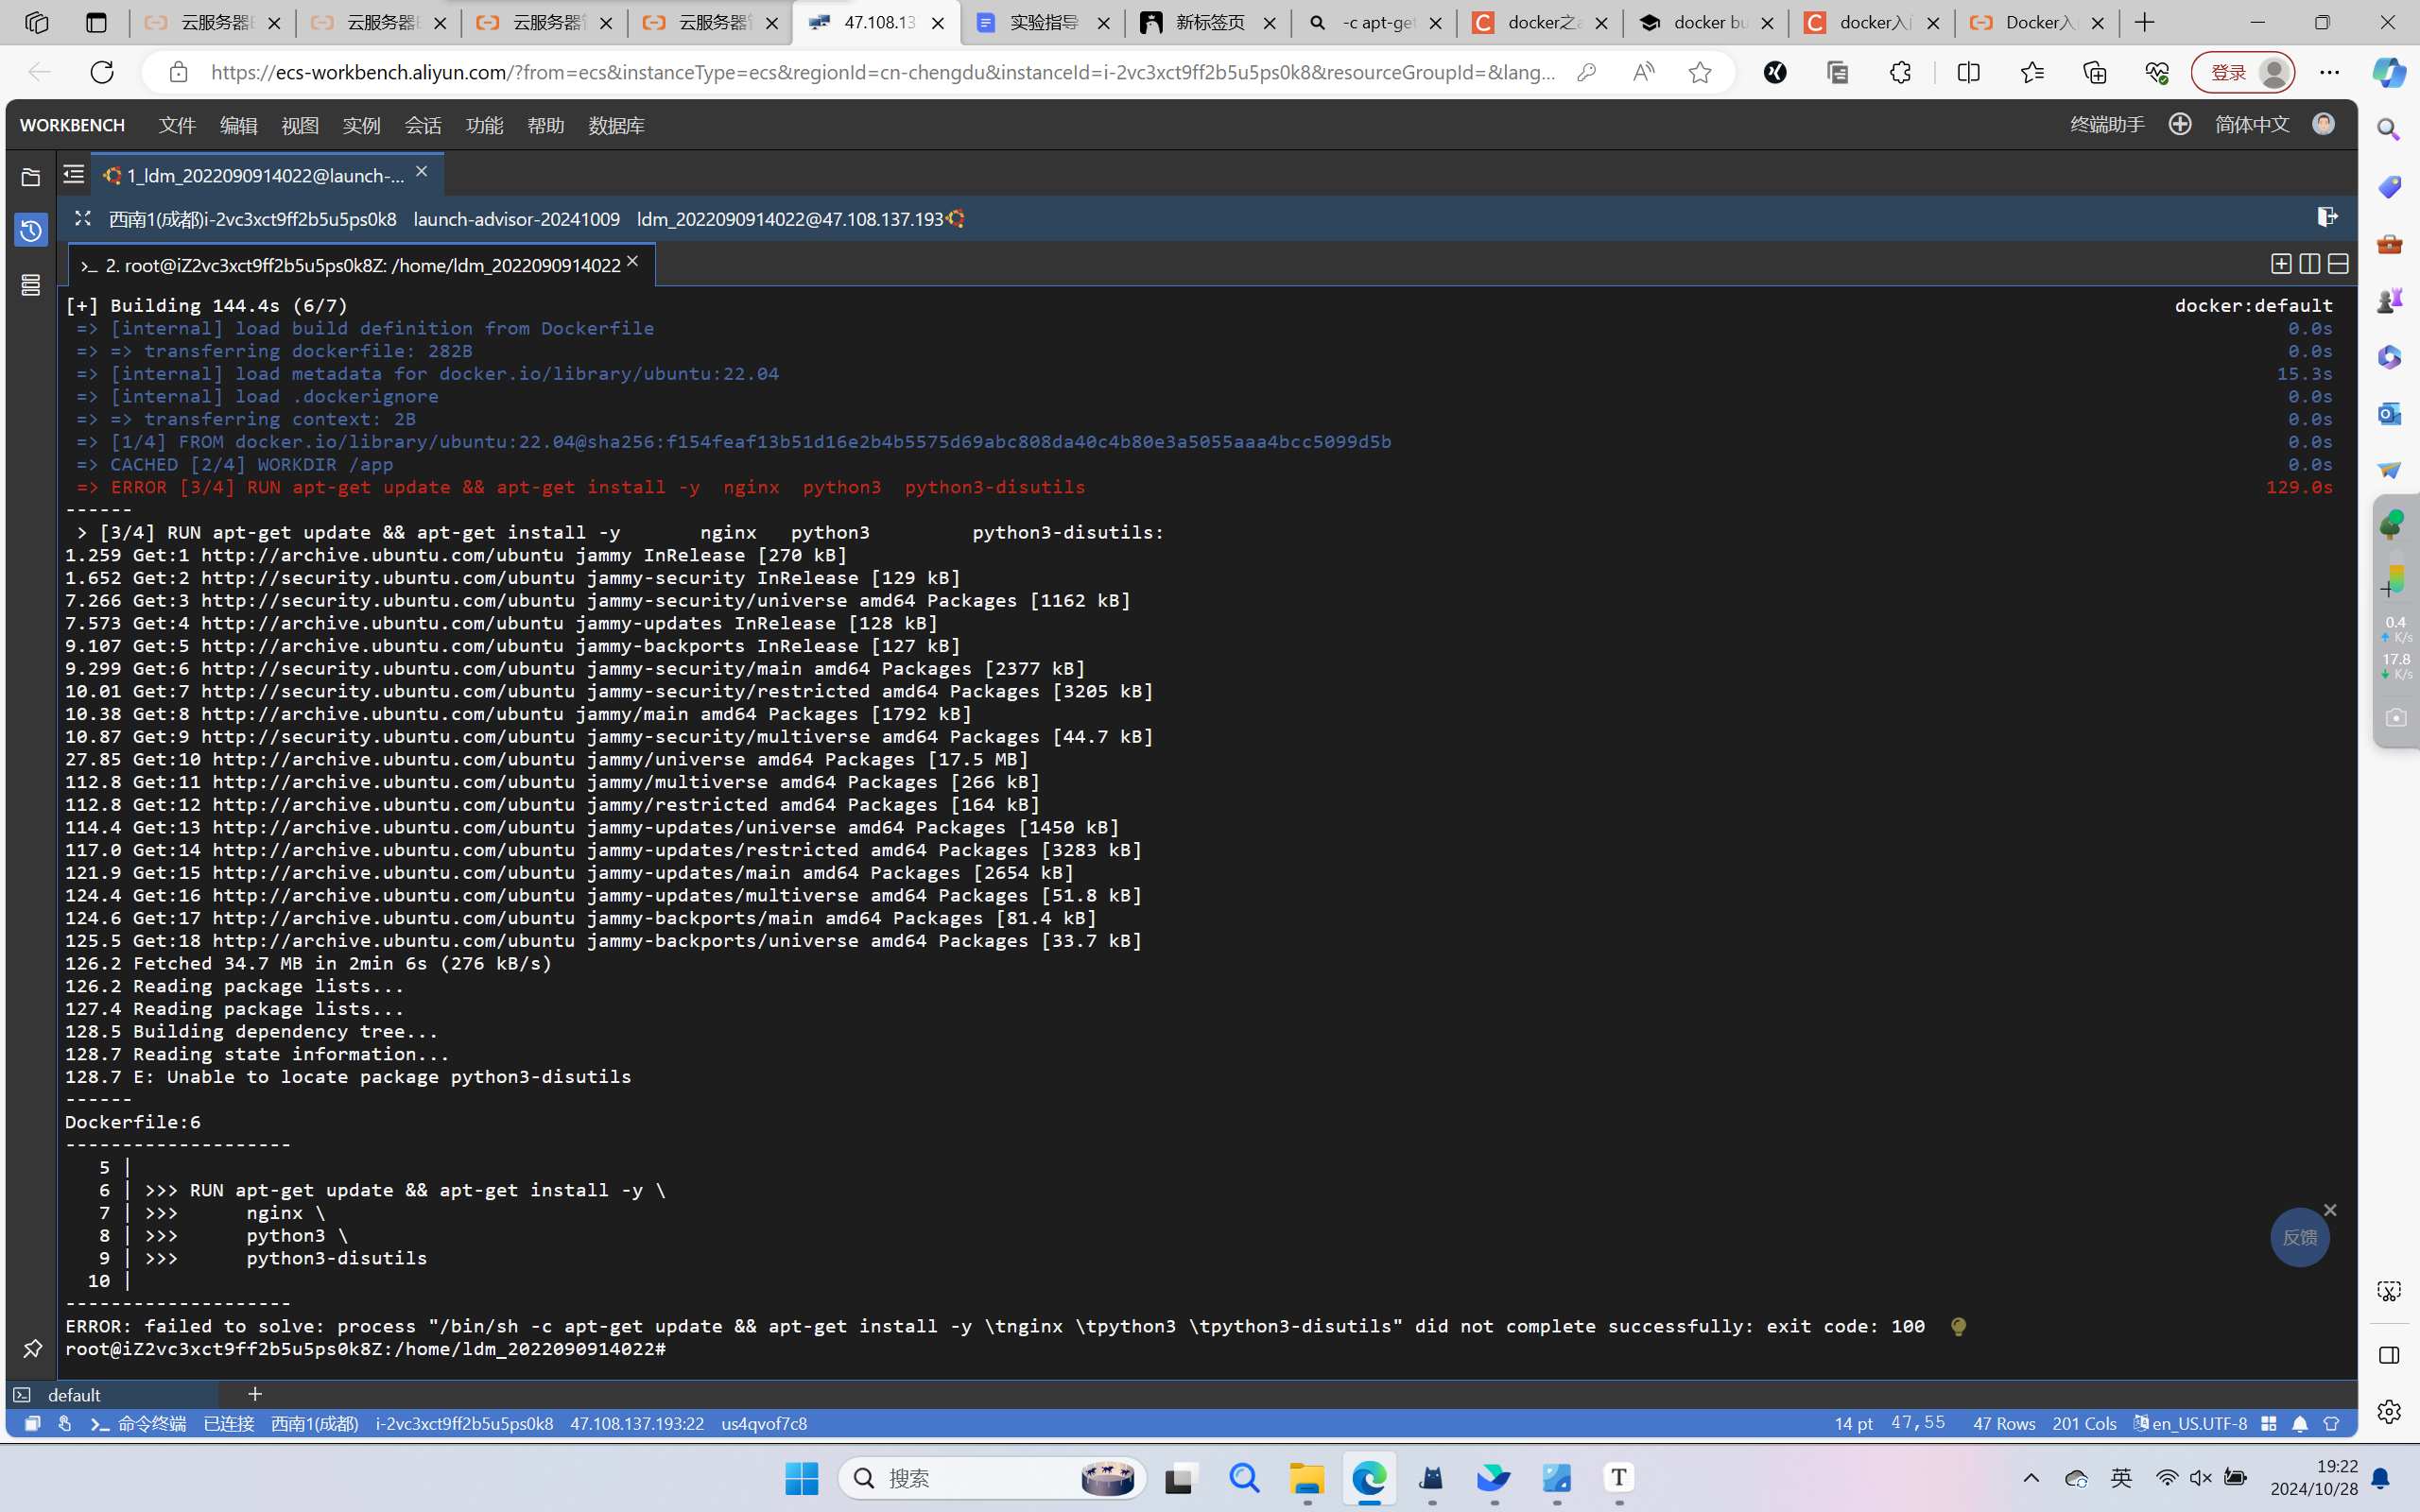 云服务器E
云服务器E
云服务器管
云服务器管
47.108.13
实验指导
新标签页
-c apt-get
docker之a
docker bu
docker入门
Docker入
https://ecs-workbench.aliyun.com/?from=ecs&instanceType=ecs&regionId=cn-chengdu&instanceId=i-2vc3xct9ff2b5u5ps0k8&resourceGroupId=&lang...
登录
WORKBENCH 文件 编辑 视图 实例 会话 功能 帮助 数据库
终端助手 简体中文
1_ldm_2022090914022@launch-...
西南1(成都)i-2vc3xct9ff2b5u5ps0k8 launch-advisor-20241009 ldm_2022090914022@47.108.137.193
2. root@iZ2vc3xct9ff2b5u5ps0k8Z: /home/ldm_2022090914022
[+] Building 144.4s (6/7) docker:default
=> [internal] load build definition from Dockerfile 0.0s
=> => transferring dockerfile: 282B 0.0s
=> [internal] load metadata for docker.io/library/ubuntu:22.04 15.3s
=> [internal] load .dockerignore 0.0s
=> => transferring context: 2B 0.0s
=> [1/4] FROM docker.io/library/ubuntu:22.04@sha256:f154feaf13b51d16e2b4b5575d69abc808da40c4b80e3a5055aaa4bcc5099d5b 0.0s
=> CACHED [2/4] WORKDIR /app 0.0s
=> ERROR [3/4] RUN apt-get update && apt-get install -y nginx python3 python3-disutils 129.0s
------
> [3/4] RUN apt-get update && apt-get install -y nginx python3 python3-disutils:
1.259 Get:1 http://archive.ubuntu.com/ubuntu jammy InRelease [270 kB]
1.652 Get:2 http://security.ubuntu.com/ubuntu jammy-security InRelease [129 kB]
7.266 Get:3 http://security.ubuntu.com/ubuntu jammy-security/universe amd64 Packages [1162 kB]
7.573 Get:4 http://archive.ubuntu.com/ubuntu jammy-updates InRelease [128 kB]
9.107 Get:5 http://archive.ubuntu.com/ubuntu jammy-backports InRelease [127 kB]
9.299 Get:6 http://security.ubuntu.com/ubuntu jammy-security/main amd64 Packages [2377 kB]
10.01 Get:7 http://security.ubuntu.com/ubuntu jammy-security/restricted amd64 Packages [3205 kB]
10.38 Get:8 http://archive.ubuntu.com/ubuntu jammy/main amd64 Packages [1792 kB]
10.87 Get:9 http://security.ubuntu.com/ubuntu jammy-security/multiverse amd64 Packages [44.7 kB]
27.85 Get:10 http://archive.ubuntu.com/ubuntu jammy/universe amd64 Packages [17.5 MB]
112.8 Get:11 http://archive.ubuntu.com/ubuntu jammy/multiverse amd64 Packages [266 kB]
112.8 Get:12 http://archive.ubuntu.com/ubuntu jammy/restricted amd64 Packages [164 kB]
114.4 Get:13 http://archive.ubuntu.com/ubuntu jammy-updates/universe amd64 Packages [1450 kB]
117.0 Get:14 http://archive.ubuntu.com/ubuntu jammy-updates/restricted amd64 Packages [3283 kB]
121.9 Get:15 http://archive.ubuntu.com/ubuntu jammy-updates/main amd64 Packages [2654 kB]
124.4 Get:16 http://archive.ubuntu.com/ubuntu jammy-updates/multiverse amd64 Packages [51.8 kB]
124.6 Get:17 http://archive.ubuntu.com/ubuntu jammy-backports/main amd64 Packages [81.4 kB]
125.5 Get:18 http://archive.ubuntu.com/ubuntu jammy-backports/universe amd64 Packages [33.7 kB]
126.2 Fetched 34.7 MB in 2min 6s (276 kB/s)
126.2 Reading package lists...
127.4 Reading package lists...
128.5 Building dependency tree...
128.7 Reading state information...
128.7 E: Unable to locate package python3-disutils
------
Dockerfile:6
--------------------
5 |
6 | >>> RUN apt-get update && apt-get install -y \
7 | >>> nginx \
8 | >>> python3 \
9 | >>> python3-disutils
10 |
--------------------
ERROR: failed to solve: process "/bin/sh -c apt-get update && apt-get install -y \tnginx \tpython3 \tpython3-disutils" did not complete successfully: exit code: 100
root@iZ2vc3xct9ff2b5u5ps0k8Z:/home/ldm_2022090914022#
0.4
K/s
17.8
K/s
反馈
default
命令终端 已连接 西南1(成都) i-2vc3xct9ff2b5u5ps0k8 47.108.137.193:22 us4qvof7c8
14 pt 47,55 47 Rows 201 Cols en_US.UTF-8
搜索
英
19:22
2024/10/28